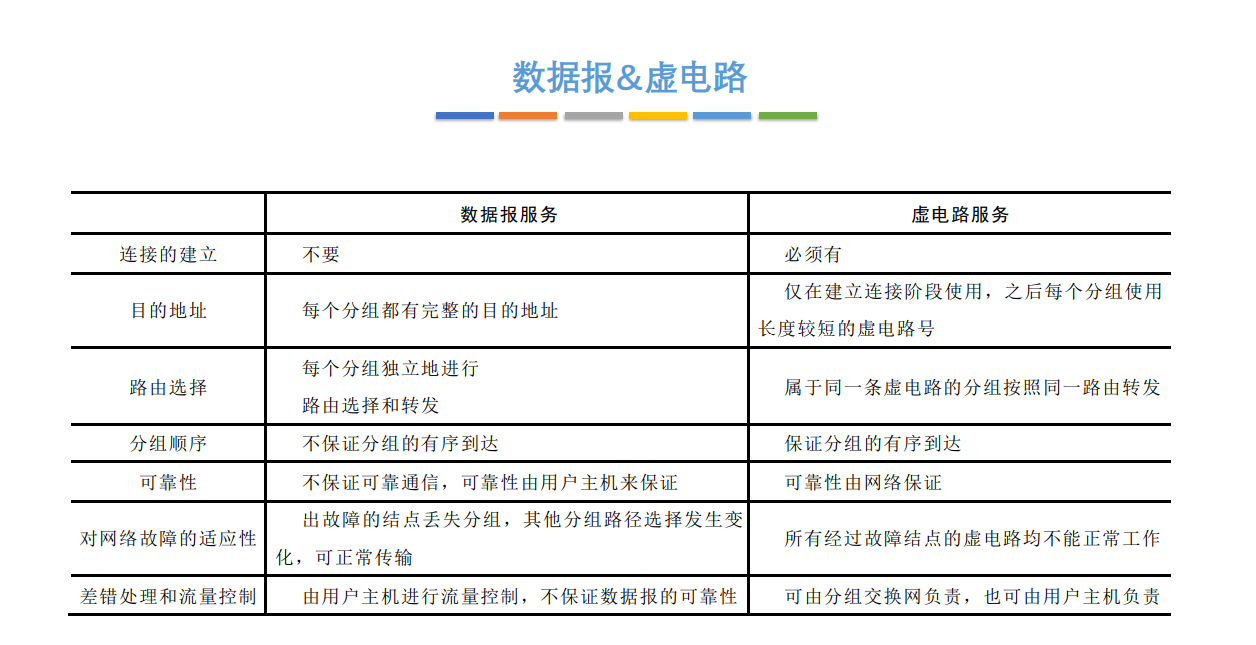 数据报&虚电路
数据报服务 虚电路服务
连接的建立 不要 必须有
目的地址 每个分组都有完整的目的地址 仅在建立连接阶段使用，之后每个分组使用
长度较短的虚电路号
路由选择 每个分组独立地进行
路由选择和转发 属于同一条虚电路的分组按照同一路由转发
分组顺序 不保证分组的有序到达 保证分组的有序到达
可靠性 不保证可靠通信，可靠性由用户主机来保证 可靠性由网络保证
对网络故障的适应性 出故障的结点丢失分组，其他分组路径选择发生变
化，可正常传输 所有经过故障结点的虚电路均不能正常工作
差错处理和流量控制 由用户主机进行流量控制，不保证数据报的可靠性 可由分组交换网负责，也可由用户主机负责